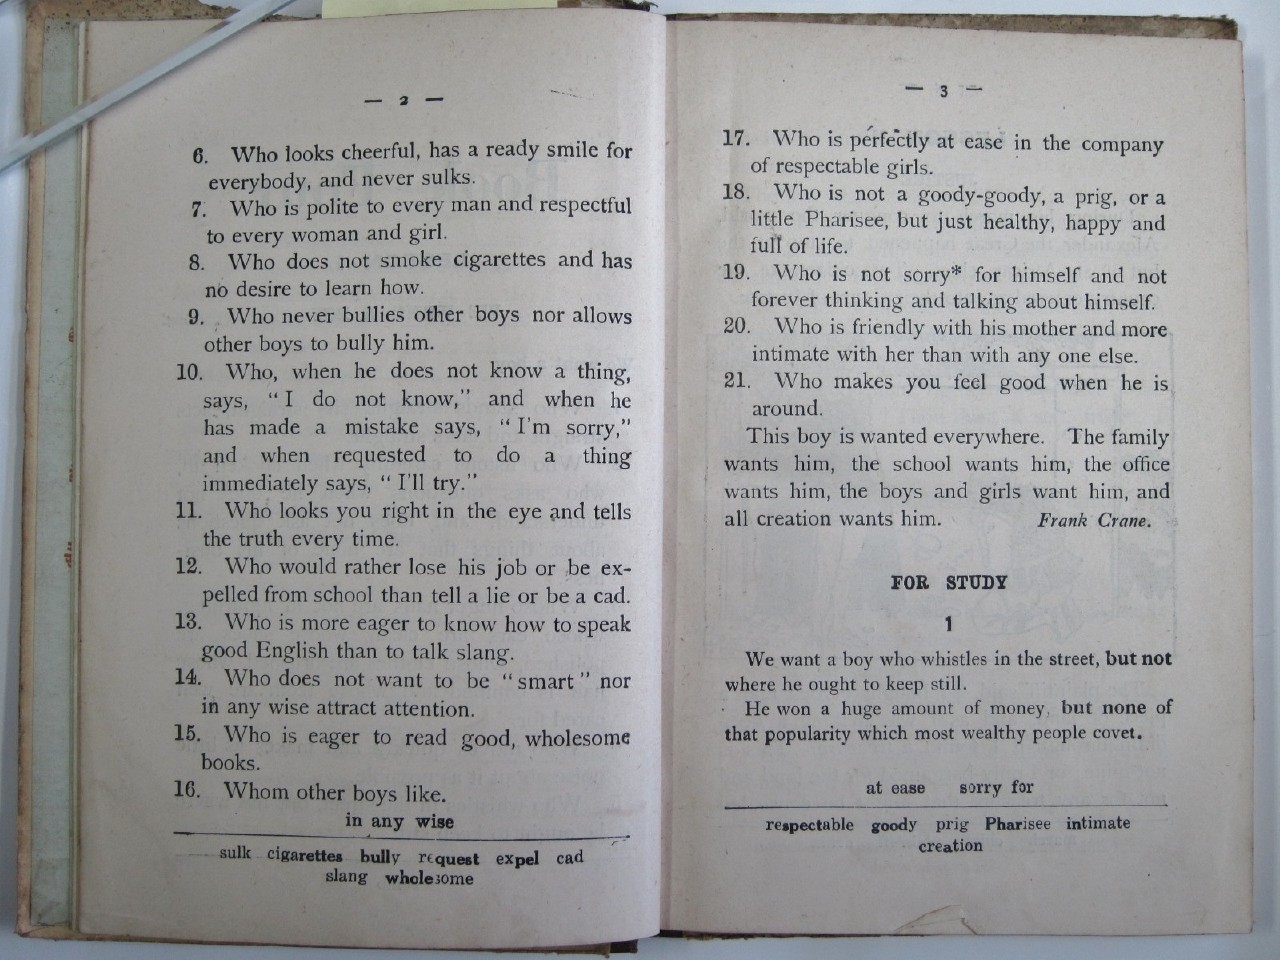 — 2 —
6. Who looks cheerful, has a ready smile for
everybody, and never sulks.
7. Who is polite to every man and respectful
to every woman and girl.
8. Who does not smoke cigarettes and has
no desire to learn how.
9. Who never bullies other boys nor allows
other boys to bully him.
10. Who, when he does not know a thing,
says, “I do not know,” and when he
has made a mistake says, “I'm sorry,”
and when requested to do a thing
immediately says, “I'll try.”
11. Who looks you right in the eye and tells
the truth every time.
12. Who would rather lose his job or be ex-
pelled from school than tell a lie or be a cad.
13. Who is more eager to know how to speak
good English than to talk slang.
14. Who does not want to be “smart” nor
in any wise attract attention.
15. Who is eager to read good, wholesome
books.
16. Whom other boys like.
in any wise
sulk cigarettes bully request expel cad
slang wholesome
— 3 —
17. Who is perfectly at ease in the company
of respectable girls.
18. Who is not a goody-goody, a prig, or a
little Pharisee, but just healthy, happy and
full of life.
19. Who is not sorry* for himself and not
forever thinking and talking about himself.
20. Who is friendly with his mother and more
intimate with her than with any one else.
21. Who makes you feel good when he is
around.
This boy is wanted everywhere. The family
wants him, the school wants him, the office
wants him, the boys and girls want him, and
all creation wants him. Frank Crane.
FOR STUDY
1
We want a boy who whistles in the street, but not
where he ought to keep still.
He won a huge amount of money, but none of
that popularity which most wealthy people covet.
at ease sorry for
respectable goody prig Pharisee intimate
creation